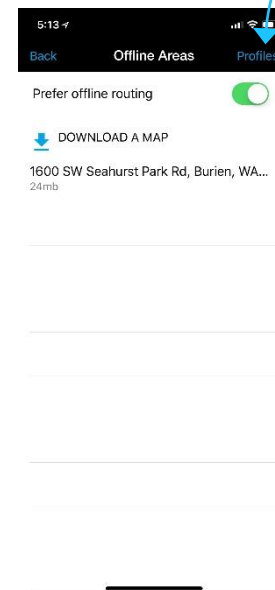 5:13
Back Offline Areas Profiles
Prefer offline routing
DOWNLOAD A MAP
1600 SW Seahurst Park Rd, Burien, WA...
24mb